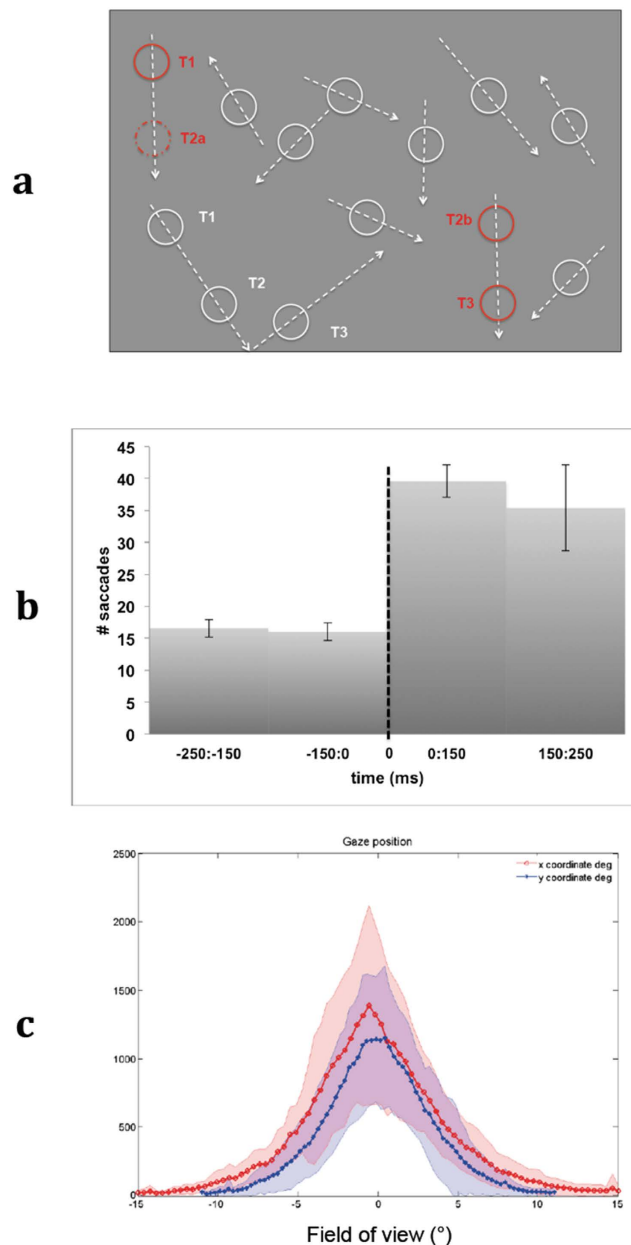 a
T1
T2a
T1
T2
T3
T2b
T3
b
# saccades
45
40
35
30
25
20
15
10
5
0
-250:-150 -150:0 0 0:150 150:250
time (ms)
c
Gaze position
x coordinate deg
y coordinate deg
2500
2000
1500
1000
500
0
-15 -10 -5 0 5 10 15
Field of view (°)